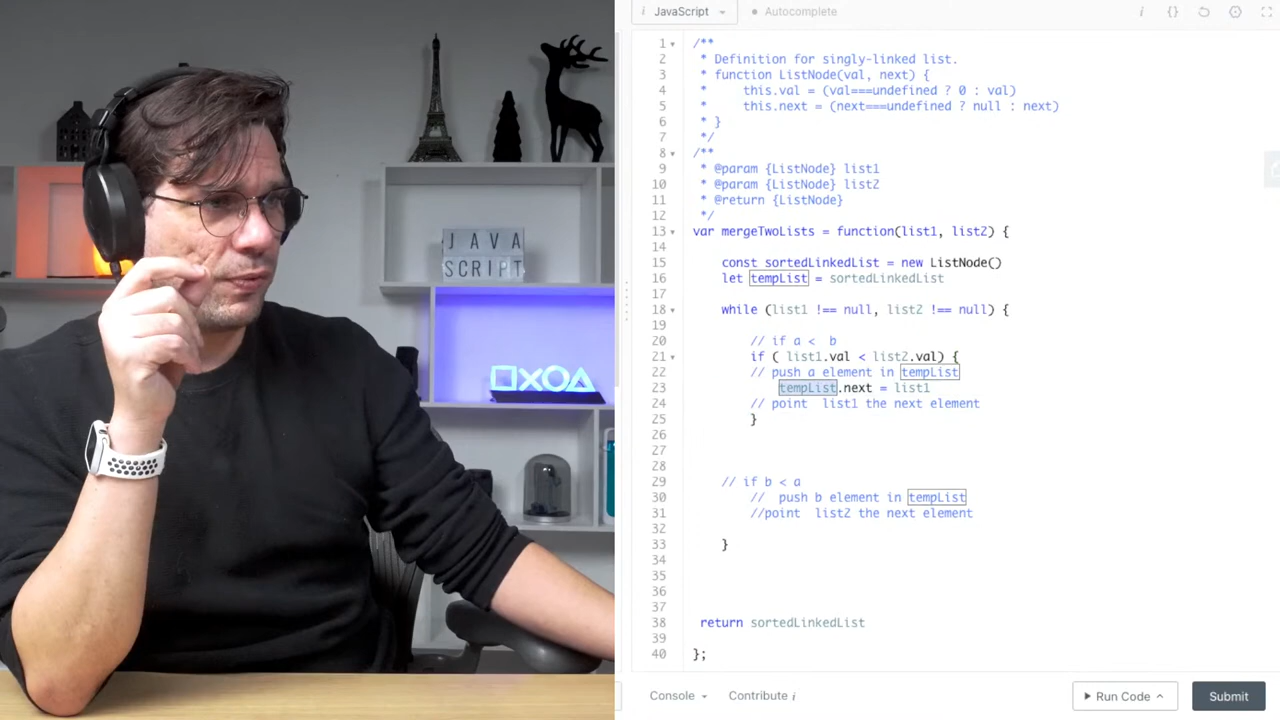 JAVA
SCRIPT
i JavaScript
Autocomplete
i {}
1 /**
2 * Definition for singly-linked list.
3 * function ListNode(val, next) {
4 * this.val = (val===undefined ? 0 : val)
5 * this.next = (next===undefined ? null : next)
6 * }
7 */
8 /**
9 * @param {ListNode} list1
10 * @param {ListNode} list2
11 * @return {ListNode}
12 */
13 var mergeTwoLists = function(list1, list2) {
14
15 const sortedLinkedList = new ListNode()
16 let tempList = sortedLinkedList
17
18 while (list1 !== null, list2 !== null) {
19
20 // if a < b
21 if ( list1.val < list2.val) {
22 // push a element in tempList
23 tempList.next = list1
24 // point list1 the next element
25 }
26
27
28
29 // if b < a
30 // push b element in tempList
31 //point list2 the next element
32
33 }
34
35
36
37
38 return sortedLinkedList
39
40 };
Console
Contribute i
Run Code
Submit